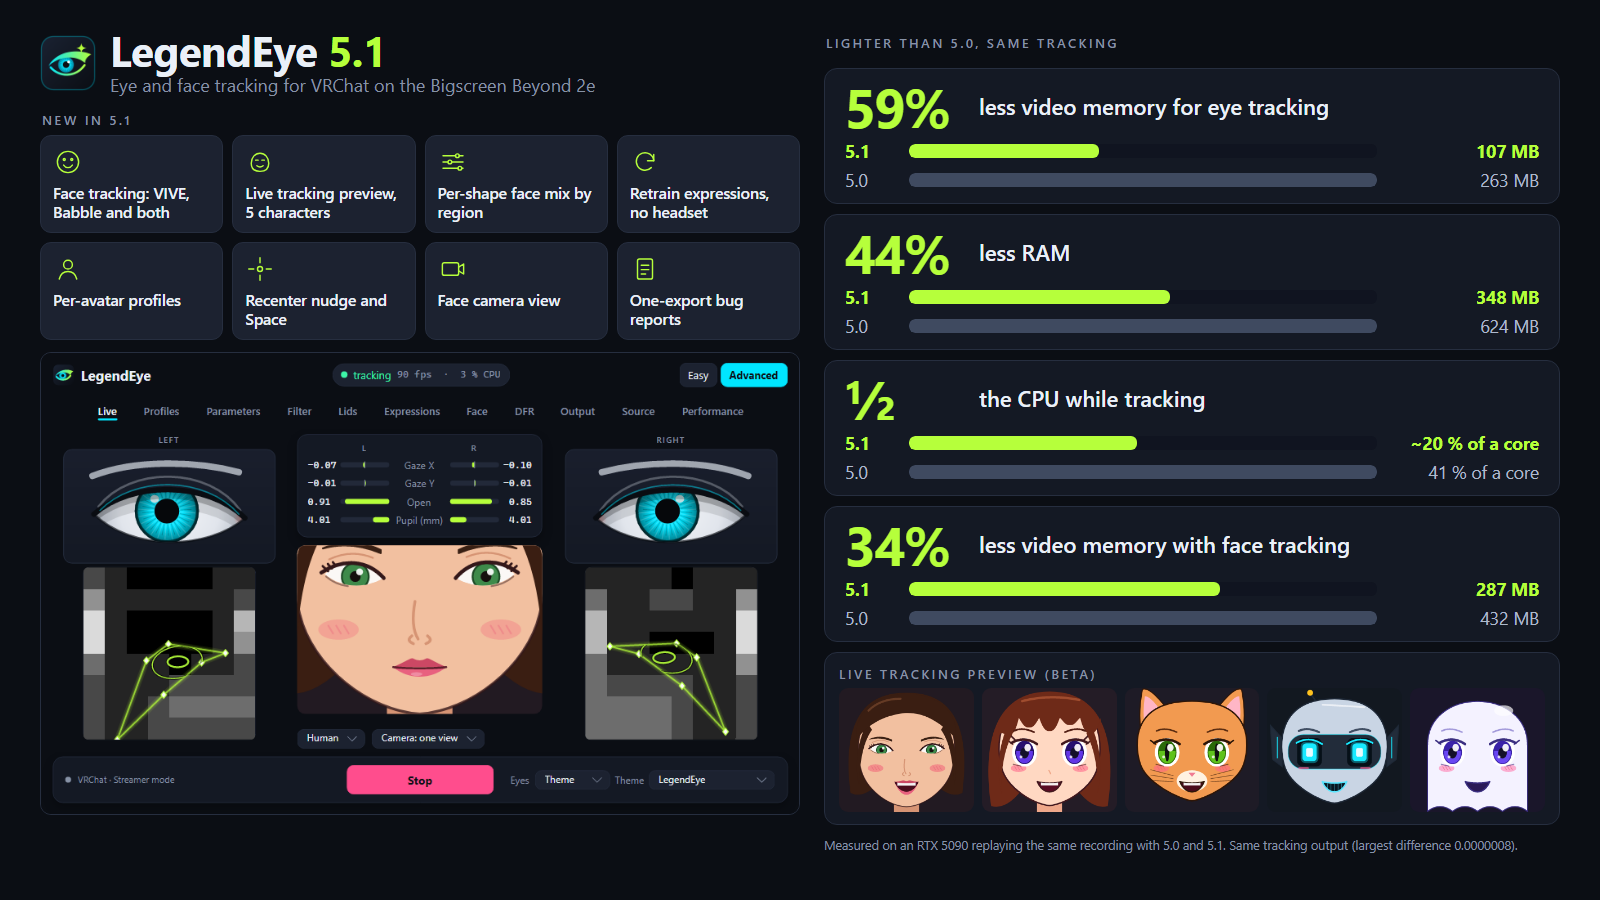 LegendEye 5.1
Eye and face tracking for VRChat on the Bigscreen Beyond 2e
NEW IN 5.1
Face tracking: VIVE,
Babble and both
Live tracking preview,
5 characters
Per-shape face mix by
region
Retrain expressions,
no headset
Per-avatar profiles
Recenter nudge and
Space
Face camera view
One-export bug
reports
LegendEye
tracking 90 fps · 3 % CPU
Easy
Advanced
Live Profiles Parameters Filter Lids Expressions Face DFR Output Source Performance
LEFT
L R
-0.07 Gaze X -0.10
-0.01 Gaze Y -0.01
0.91 Open 0.85
4.01 Pupil (mm) 4.01
RIGHT
Human
Camera: one view
VRChat · Streamer mode
Stop
Eyes Theme
Theme LegendEye
LIGHTER THAN 5.0, SAME TRACKING
59% less video memory for eye tracking
5.1 107 MB
5.0 263 MB
44% less RAM
5.1 348 MB
5.0 624 MB
½ the CPU while tracking
5.1 ~20 % of a core
5.0 41 % of a core
34% less video memory with face tracking
5.1 287 MB
5.0 432 MB
LIVE TRACKING PREVIEW (BETA)
Measured on an RTX 5090 replaying the same recording with 5.0 and 5.1. Same tracking output (largest difference 0.0000008).